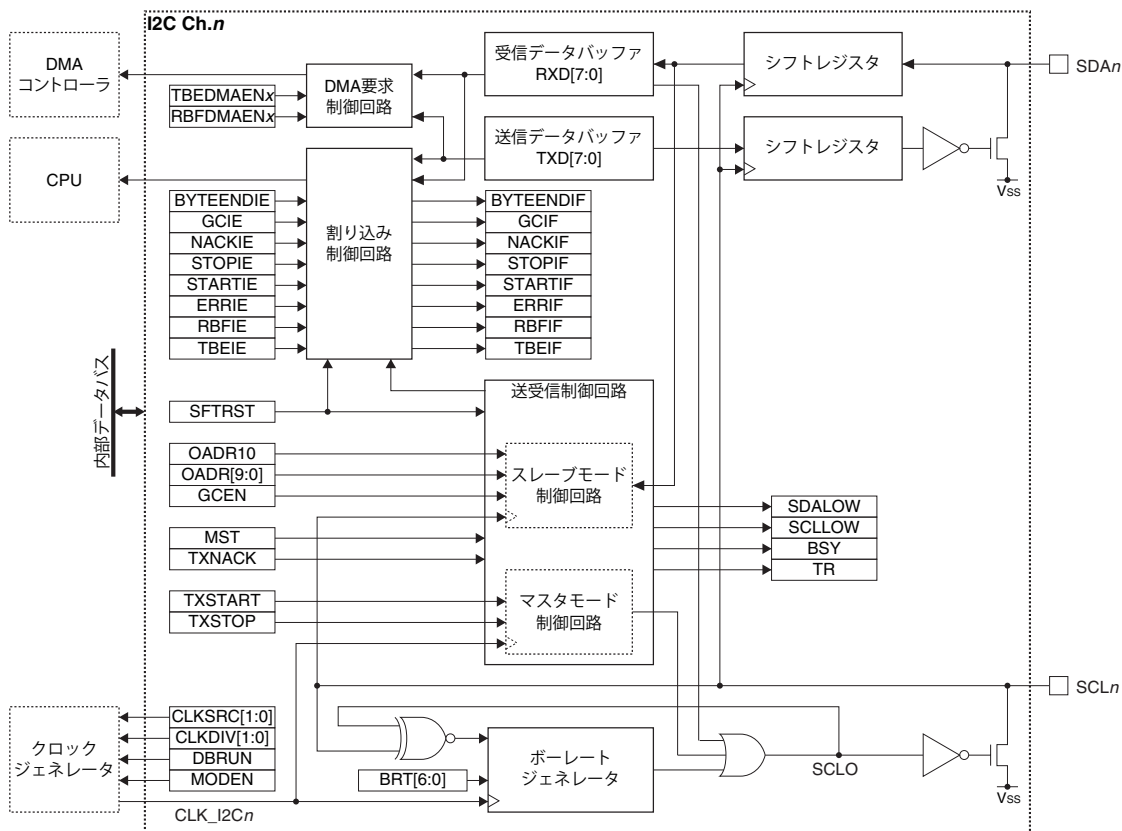 I2C Ch.n
DMA
コントローラ
CPU
TBEDMAENx
RBFDMAENx
DMA要求
制御回路
受信データバッファ
RXD[7:0]
シフトレジスタ
SDAn
送信データバッファ
TXD[7:0]
シフトレジスタ
VSS
BYTEENDIE
GCIE
NACKIE
STOPIE
STARTIE
ERRIE
RBFIE
TBEIE
割り込み
制御回路
BYTEENDIF
GCIF
NACKIF
STOPIF
STARTIF
ERRIF
RBFIF
TBEIF
内部データバス
SFTRST
送受信制御回路
OADR10
OADR[9:0]
GCEN
スレーブモード
制御回路
MST
TXNACK
SDALOW
SCLLOW
BSY
TR
TXSTART
TXSTOP
マスタモード
制御回路
SCLn
クロック
ジェネレータ
CLKSRC[1:0]
CLKDIV[1:0]
DBRUN
MODEN
CLK_I2Cn
BRT[6:0]
ボーレート
ジェネレータ
SCLO
VSS